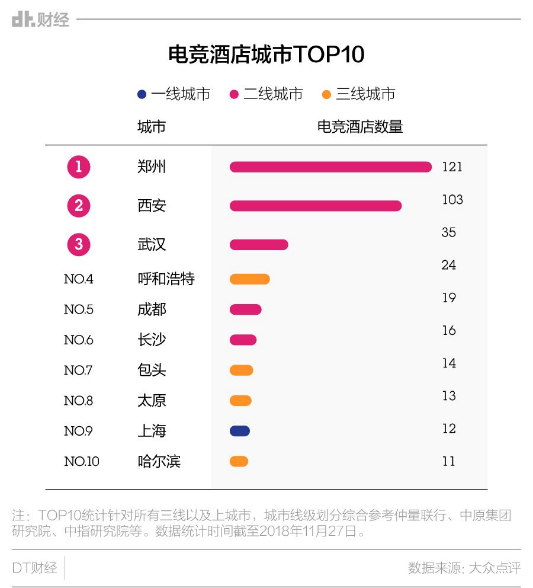 dt.财经
电竞酒店城市TOP10
一线城市 二线城市 三线城市
城市 电竞酒店数量
1 郑州 121
2 西安 103
3 武汉 35
NO.4 呼和浩特 24
NO.5 成都 19
NO.6 长沙 16
NO.7 包头 14
NO.8 太原 13
NO.9 上海 12
NO.10 哈尔滨 11
注：TOP10统计针对所有三线以及上城市，城市线级划分综合参考仲量联行、中原集团
研究院、中指研究院等。数据统计时间截至2018年11月27日。
DT财经 数据来源：大众点评